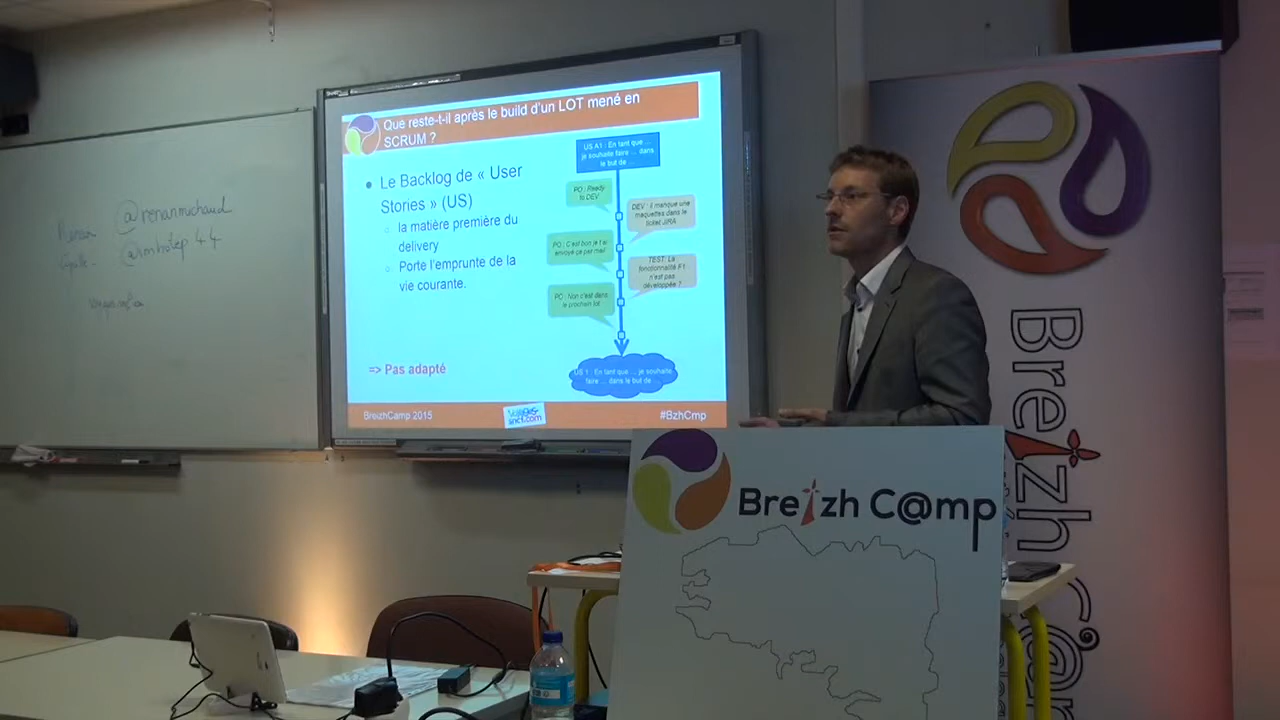 @renanmichaud
Que reste-t-il après le build d'un LOT mené en
SCRUM ?
• Le Backlog de « User
Stories » (US)
○ la matière première du
delivery
○ Porte l'emprunte de la
vie courante.
=> Pas adapté
US A1 : En tant que ...
je souhaite faire ... dans
le but de ...
PO : Ready
to DEV
DEV : il manque une
maquettes dans le
ticket JIRA
PO : C'est bon je t'ai
envoyé ça par mail
TEST: La
fonctionnalité F1
n'est pas
développée ?
PO : Non c'est dans
le prochain lot
US 1 : En tant que ... je souhaite
faire ... dans le but de ...
BreizhCamp 2015
#BzhCmp
Breizh C@mp
Breizh C@m